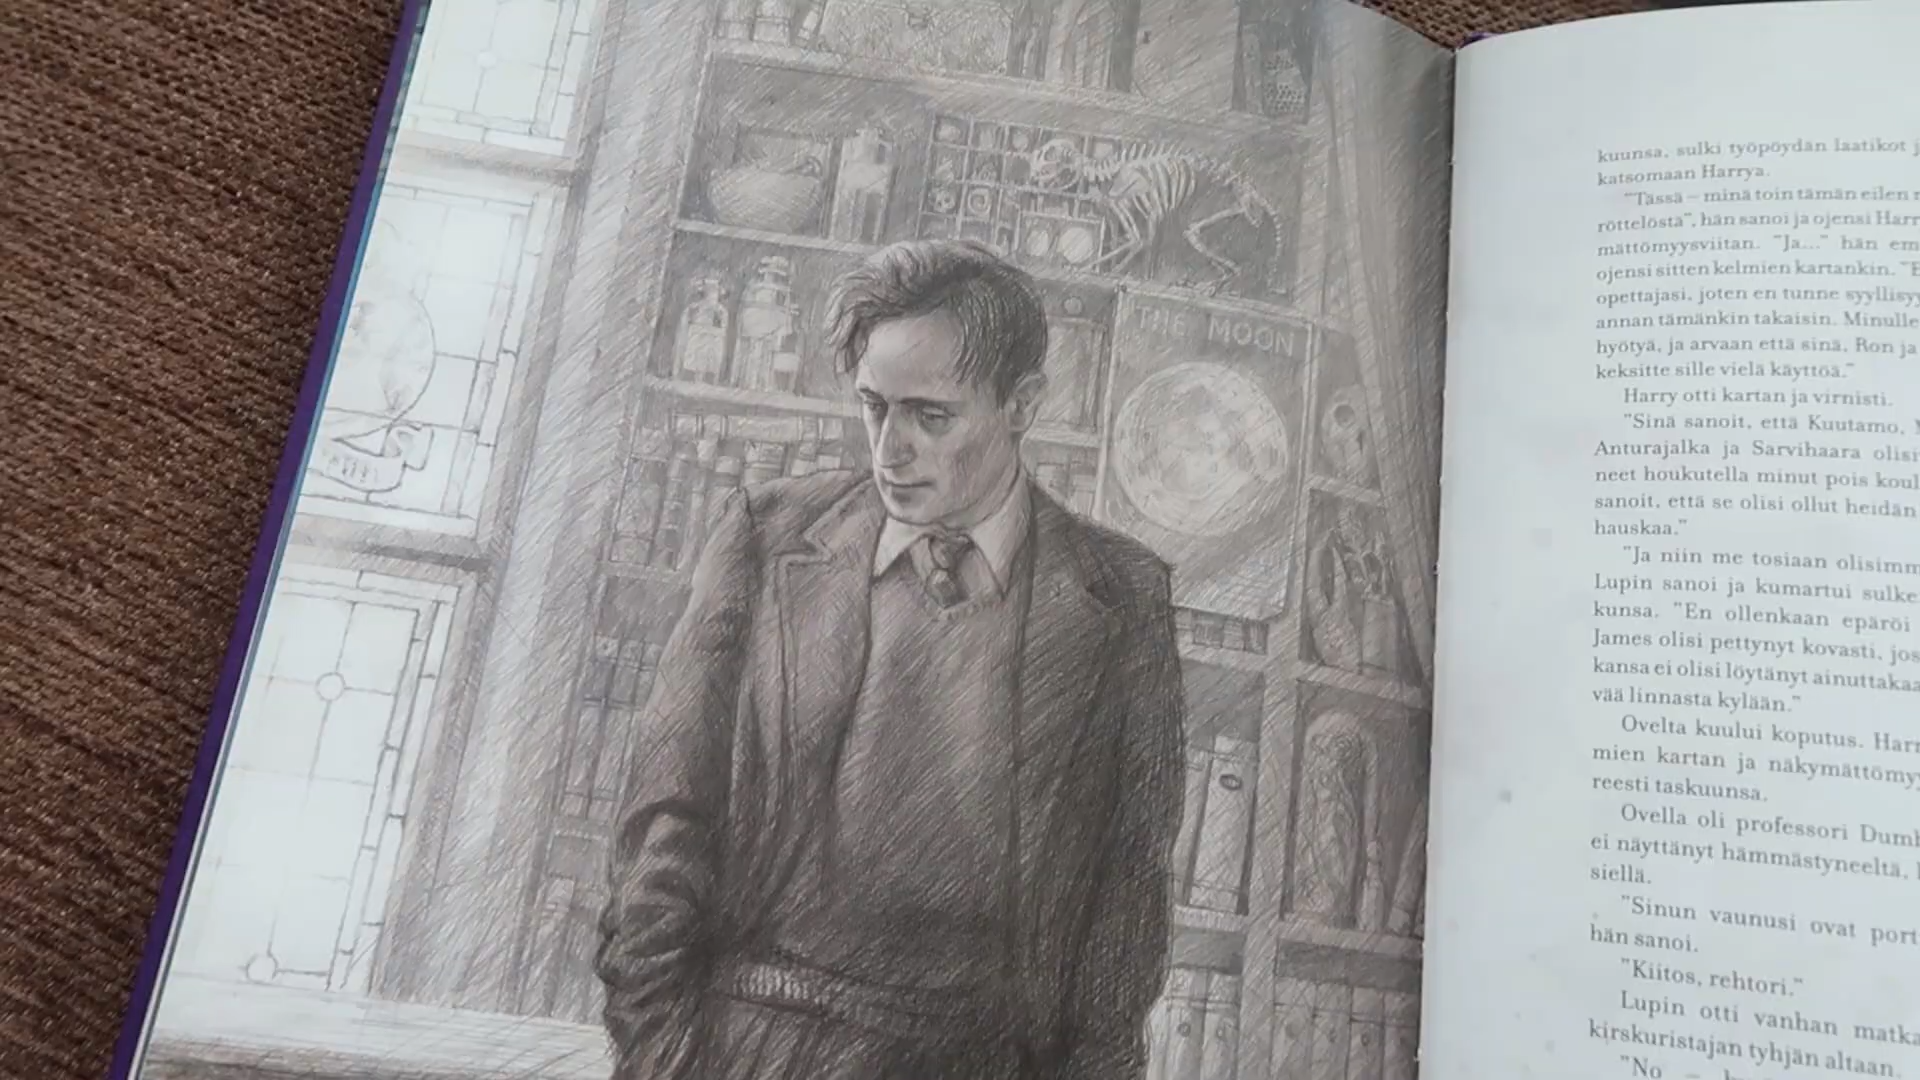 THE MOON
kuunsa, sulki työpöydän laatikot j
katsomaan Harrya.
"Tässä – minä toin tämän eilen
röttelöstä", hän sanoi ja ojensi Harr
mättömyysviitan. "Ja..." hän em
ojensi sitten kelmien kartankin. "E
opettajasi, joten en tunne syyllisyy
annan tämänkin takaisin. Minulle
hyötyä, ja arvaan että sinä, Ron ja
keksitte sille vielä käyttöä."
Harry otti kartan ja virnisti.
"Sinä sanoit, että Kuutamo,
Anturajalka ja Sarvihaara olisi
neet houkutella minut pois koul
sanoit, että se olisi ollut heidän
hauskaa."
"Ja niin me tosiaan olisimm
Lupin sanoi ja kumartui sulke
kunsa. "En ollenkaan epäröi
James olisi pettynyt kovasti, jos
kansa ei olisi löytänyt ainuttakaa
vää linnasta kylään."
Ovelta kuului koputus. Harr
mien kartan ja näkymättömyy
reesti taskuunsa.
Ovella oli professori Dumb
ei näyttänyt hämmästyneeltä,
siellä.
"Sinun vaunusi ovat port
hän sanoi.
"Kiitos, rehtori."
Lupin otti vanhan matka
kirskuristajan tyhjän altaan.
"No –